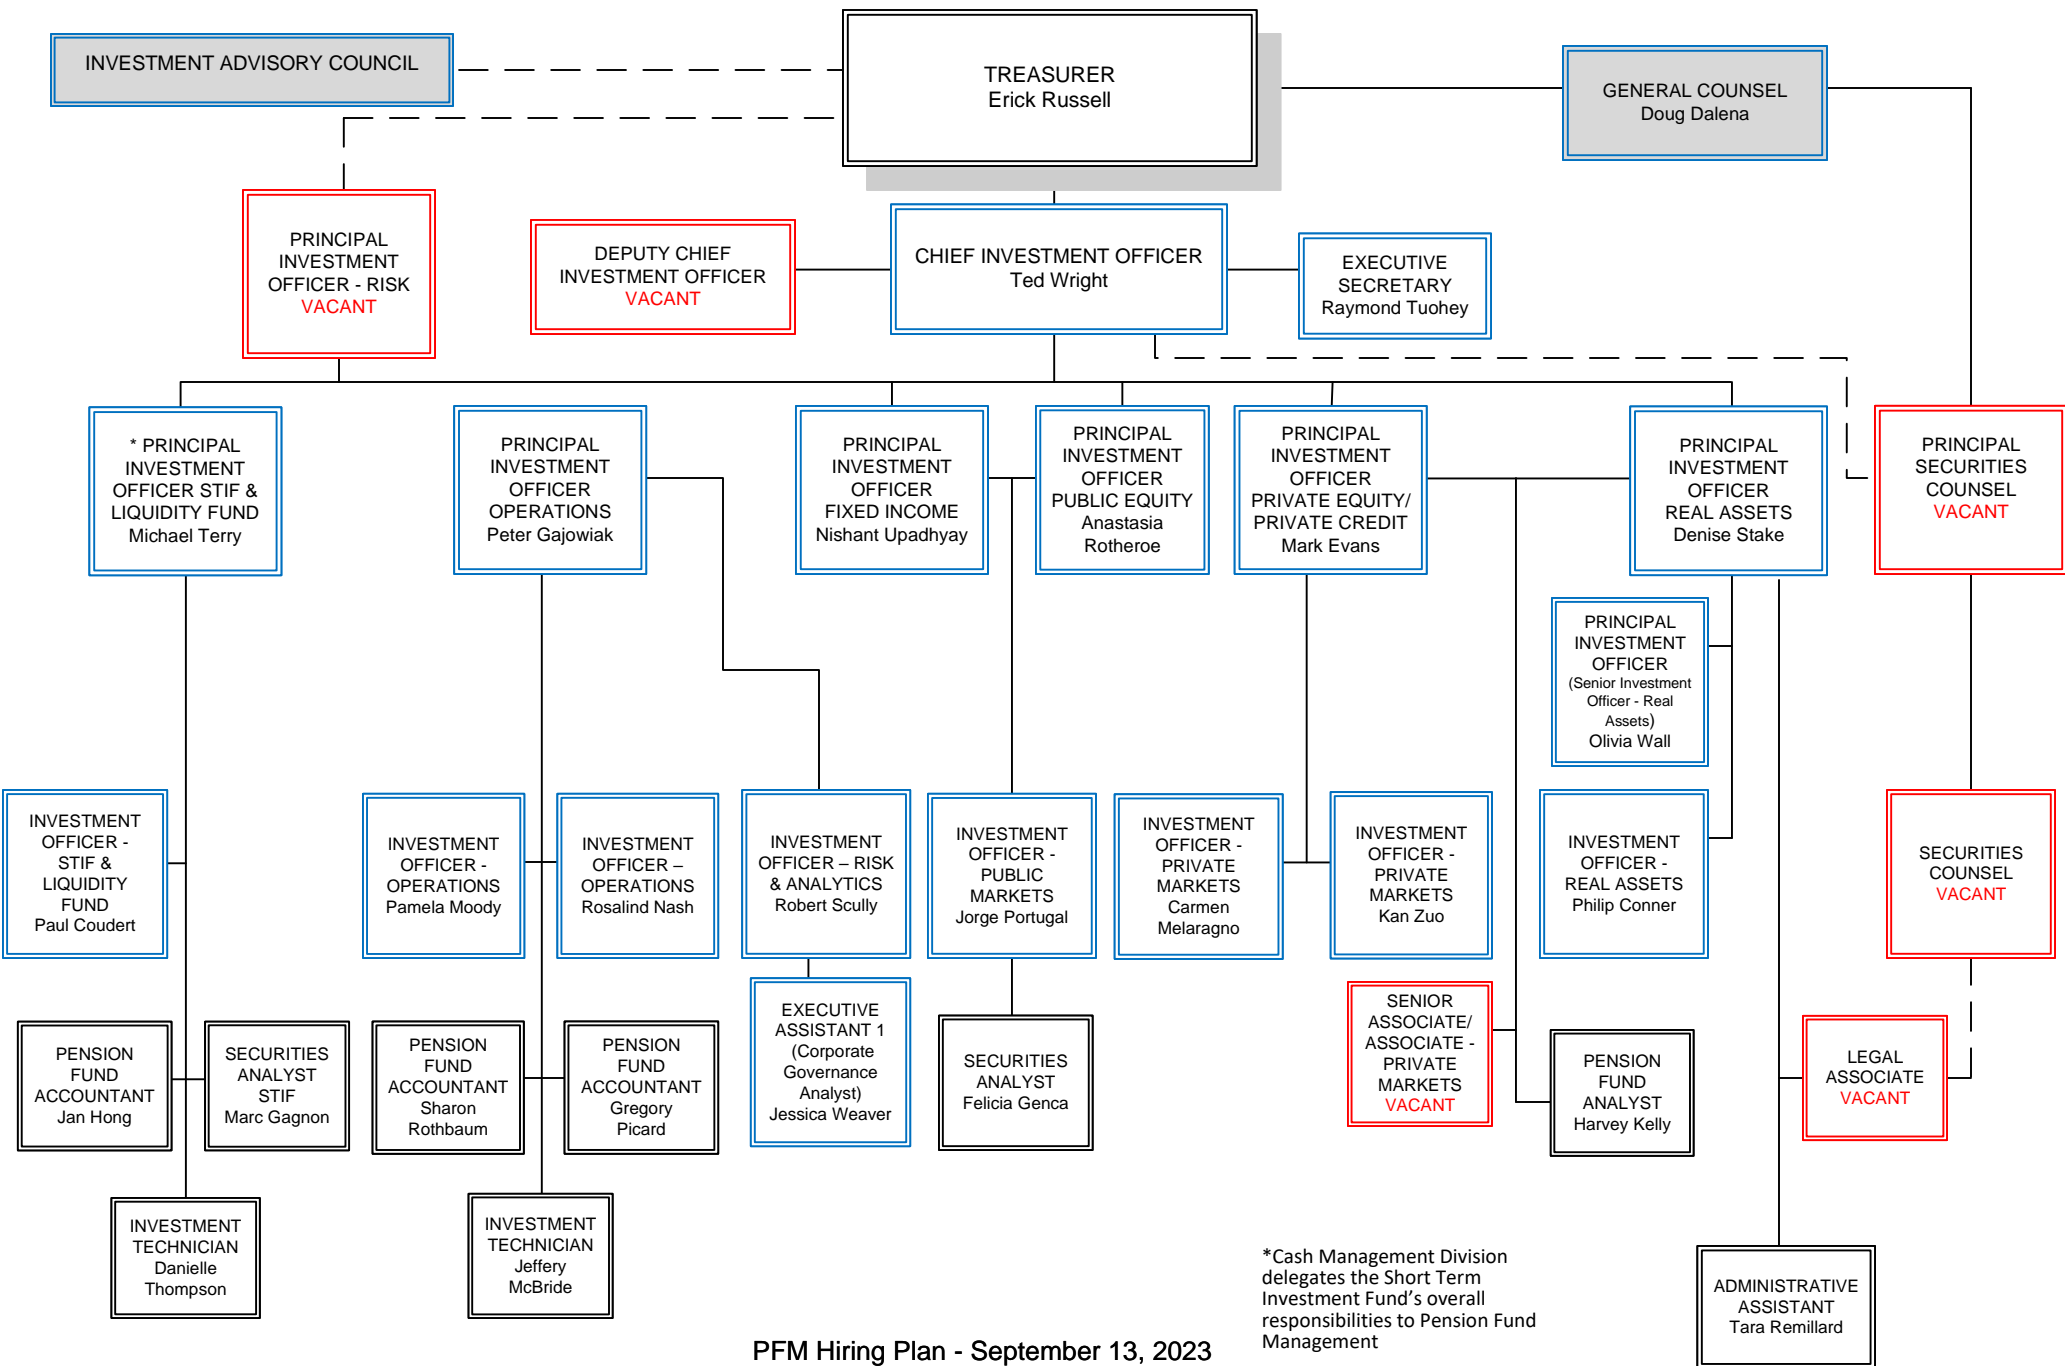 INVESTMENT ADVISORY COUNCIL
TREASURER
Erick Russell
GENERAL COUNSEL
Doug Dalena
PRINCIPAL
INVESTMENT
OFFICER - RISK
VACANT
DEPUTY CHIEF
INVESTMENT OFFICER
VACANT
CHIEF INVESTMENT OFFICER
Ted Wright
EXECUTIVE
SECRETARY
Raymond Tuohey
* PRINCIPAL
INVESTMENT
OFFICER STIF &
LIQUIDITY FUND
Michael Terry
PRINCIPAL
INVESTMENT
OFFICER
OPERATIONS
Peter Gajowiak
PRINCIPAL
INVESTMENT
OFFICER
FIXED INCOME
Nishant Upadhyay
PRINCIPAL
INVESTMENT
OFFICER
PUBLIC EQUITY
Anastasia
Rotheroe
PRINCIPAL
INVESTMENT
OFFICER
PRIVATE EQUITY/
PRIVATE CREDIT
Mark Evans
PRINCIPAL
INVESTMENT
OFFICER
REAL ASSETS
Denise Stake
PRINCIPAL
SECURITIES
COUNSEL
VACANT
PRINCIPAL
INVESTMENT
OFFICER
(Senior Investment
Officer - Real
Assets)
Olivia Wall
INVESTMENT
OFFICER -
STIF &
LIQUIDITY
FUND
Paul Coudert
INVESTMENT
OFFICER -
OPERATIONS
Pamela Moody
INVESTMENT
OFFICER –
OPERATIONS
Rosalind Nash
INVESTMENT
OFFICER – RISK
& ANALYTICS
Robert Scully
INVESTMENT
OFFICER -
PUBLIC
MARKETS
Jorge Portugal
INVESTMENT
OFFICER -
PRIVATE
MARKETS
Carmen
Melaragno
INVESTMENT
OFFICER -
PRIVATE
MARKETS
Kan Zuo
INVESTMENT
OFFICER -
REAL ASSETS
Philip Conner
SECURITIES
COUNSEL
VACANT
PENSION
FUND
ACCOUNTANT
Jan Hong
SECURITIES
ANALYST
STIF
Marc Gagnon
PENSION
FUND
ACCOUNTANT
Sharon
Rothbaum
PENSION
FUND
ACCOUNTANT
Gregory
Picard
EXECUTIVE
ASSISTANT 1
(Corporate
Governance
Analyst)
Jessica Weaver
SECURITIES
ANALYST
Felicia Genca
SENIOR
ASSOCIATE/
ASSOCIATE -
PRIVATE
MARKETS
VACANT
PENSION
FUND
ANALYST
Harvey Kelly
LEGAL
ASSOCIATE
VACANT
INVESTMENT
TECHNICIAN
Danielle
Thompson
INVESTMENT
TECHNICIAN
Jeffery
McBride
*Cash Management Division
delegates the Short Term
Investment Fund’s overall
responsibilities to Pension Fund
Management
ADMINISTRATIVE
ASSISTANT
Tara Remillard
PFM Hiring Plan - September 13, 2023